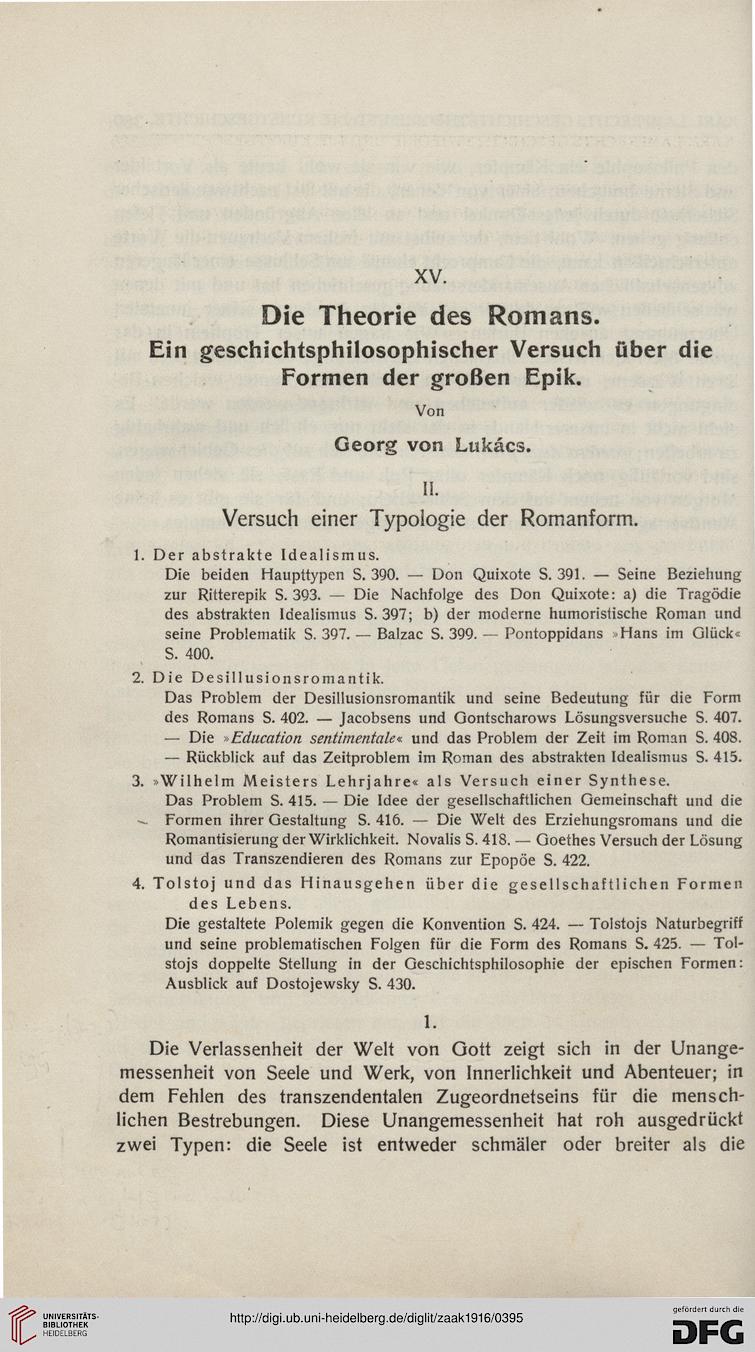 XV.
Die Theorie des Romans.
Ein geschichtsphilosophischer Versuch über die
Formen der großen Epik.
Von
Georg von Lukács.
II.
Versuch einer Typologie der Romanform.
1. Der abstrakte Idealismus.
Die beiden Haupttypen S. 390. — Don Quixote S. 391. — Seine Beziehung
zur Ritterepik S. 393. — Die Nachfolge des Don Quixote: a) die Tragödie
des abstrakten Idealismus S. 397; b) der moderne humoristische Roman und
seine Problematik S. 397. — Balzac S. 399. — Pontoppidans »Hans im Glück«
S. 400.
2. Die Desillusionsromantik.
Das Problem der Desillusionsromantik und seine Bedeutung für die Form
des Romans S. 402. — Jacobsens und Gontscharows Lösungsversuche S. 407.
— Die »Education sentimentale« und das Problem der Zeit im Roman S. 408.
— Rückblick auf das Zeitproblem im Roman des abstrakten Idealismus S. 415.
3. »Wilhelm Meisters Lehrjahre« als Versuch einer Synthese.
Das Problem S. 415. — Die Idee der gesellschaftlichen Gemeinschaft und die
Formen ihrer Gestaltung S. 416. — Die Welt des Erziehungsromans und die
Romantisierung der Wirklichkeit. Novalis S. 418. — Goethes Versuch der Lösung
und das Transzendieren des Romans zur Epopöe S. 422.
4. Tolstoj und das Hinausgehen über die gesellschaftlichen Formen
des Lebens.
Die gestaltete Polemik gegen die Konvention S. 424. — Tolstojs Naturbegriff
und seine problematischen Folgen für die Form des Romans S. 425. — Tol-
stojs doppelte Stellung in der Geschichtsphilosophie der epischen Formen:
Ausblick auf Dostojewsky S. 430.
1.
Die Verlassenheit der Welt von Gott zeigt sich in der Unange-
messenheit von Seele und Werk, von Innerlichkeit und Abenteuer; in
dem Fehlen des transzendentalen Zugeordnetseins für die mensch-
lichen Bestrebungen. Diese Unangemessenheit hat roh ausgedrückt
zwei Typen: die Seele ist entweder schmäler oder breiter als die
UNIVERSITÄTS-
BIBLIOTHEK
HEIDELBERG
http://digi.ub.uni-heidelberg.de/diglit/zaak1916/0395
gefördert durch die
DFG